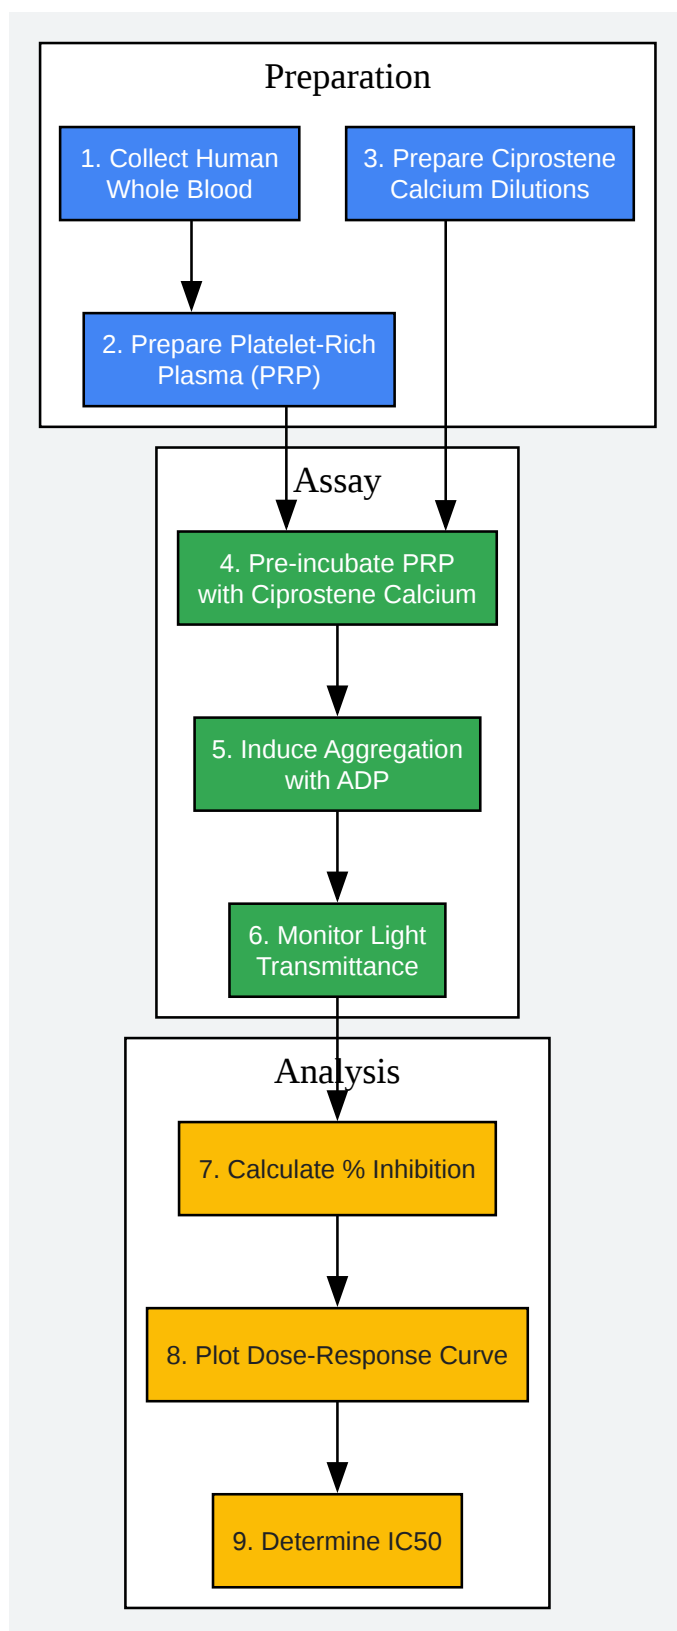 Preparation
1. Collect Human
Whole Blood
3. Prepare Ciprostene
Calcium Dilutions
2. Prepare Platelet-Rich
Plasma (PRP)
Assay
4. Pre-incubate PRP
with Ciprostene Calcium
5. Induce Aggregation
with ADP
6. Monitor Light
Transmittance
Analysis
7. Calculate % Inhibition
8. Plot Dose-Response Curve
9. Determine IC50